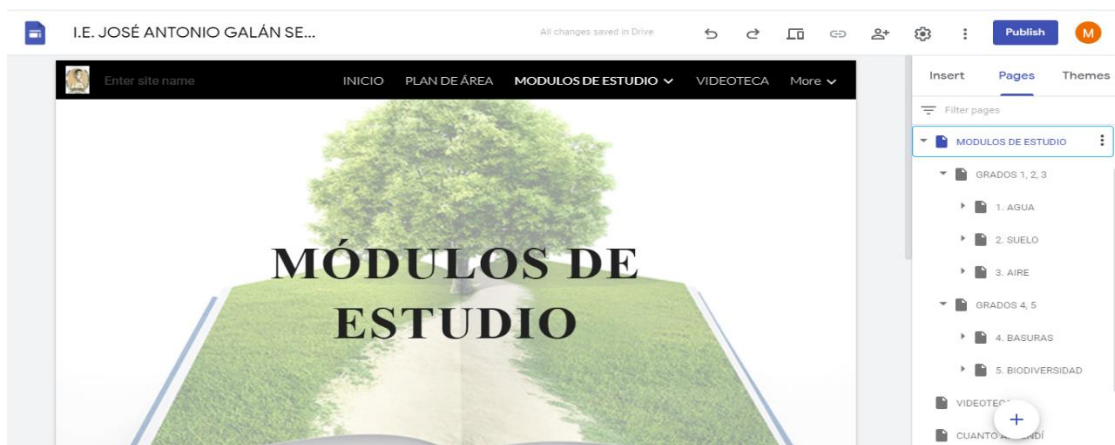 I.E. JOSÉ ANTONIO GALÁN SE...
All changes saved in Drive
Publish
M
Enter site name
INICIO
PLAN DE ÁREA
MODULOS DE ESTUDIO
VIDEOTECA
More
Insert
Pages
Themes
Filter pages
MODULOS DE ESTUDIO
GRADOS 1, 2, 3
1. AGUA
2. SUELO
3. AIRE
GRADOS 4, 5
4. BASURAS
5. BIODIVERSIDAD
CUANTO
MÓDULOS DE
ESTUDIO